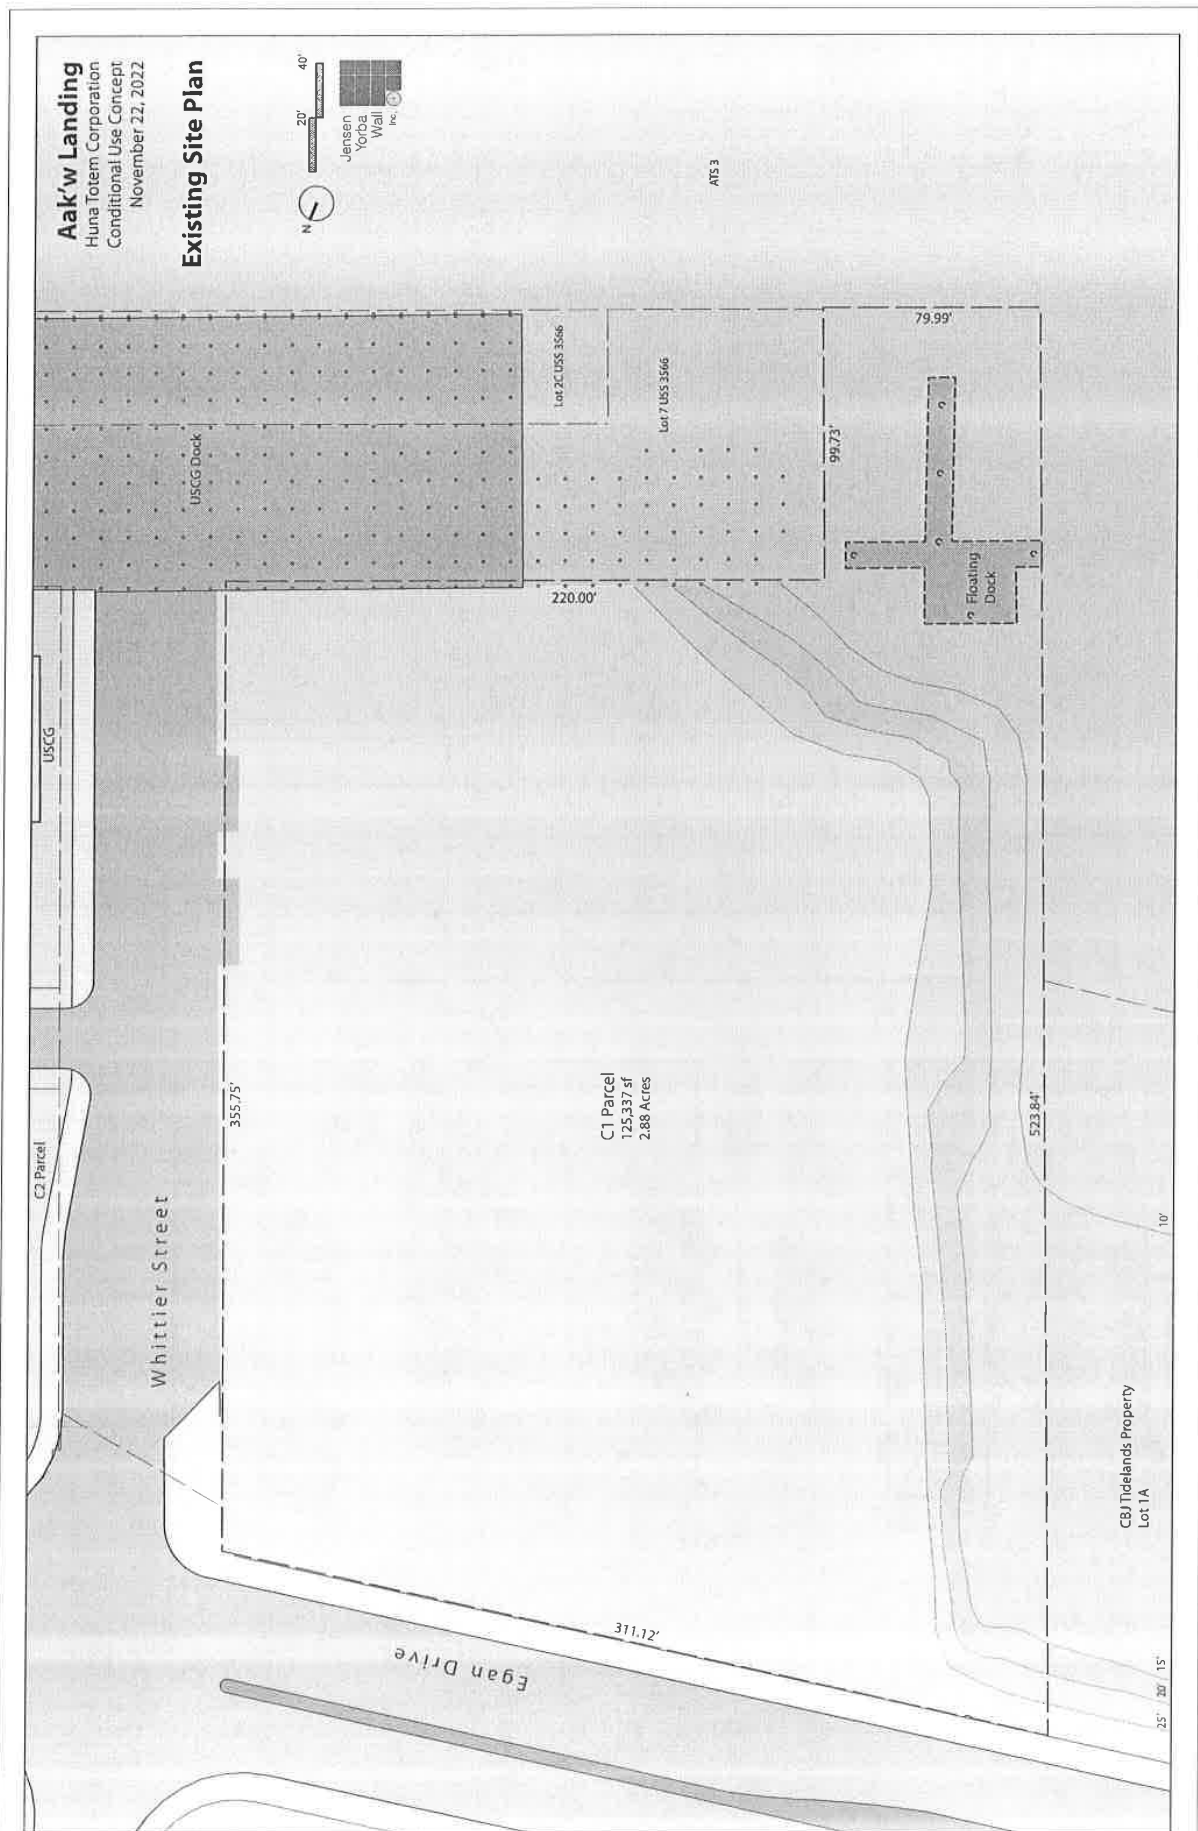 Aak'w Landing
Huna Totem Corporation
Conditional Use Concept
November 22, 2022
Existing Site Plan
N
20'
40'
Jensen
Yorba
Wall
Inc.
ATS 3
USCG Dock
Lot 2C USS 3566
Lot 7 USS 3566
79.99'
99.73'
Floating
Dock
220.00'
USCG
C2 Parcel
Whittier Street
355.75'
C1 Parcel
125,337 sf
2.88 Acres
523.84'
10'
CBJ Tidelands Property
Lot 1A
311.12'
Egan Drive
25'
20'
15'